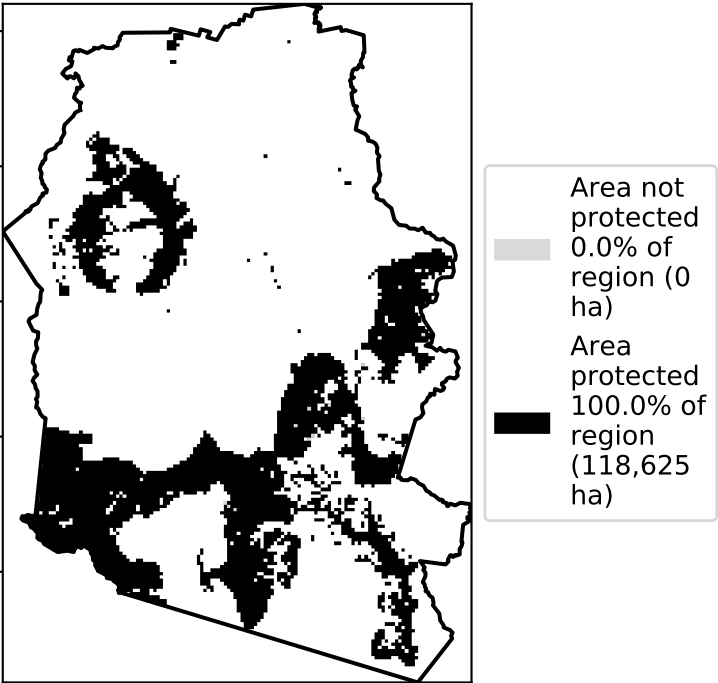 Area not
protected
0.0% of
region (0
ha)
Area
protected
100.0% of
region
(118,625
ha)